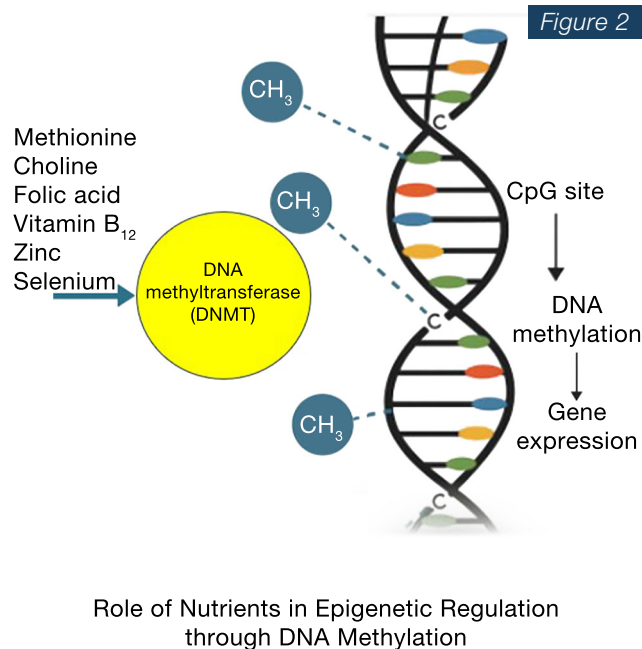 Figure 2
CH₃
Methionine
Choline
Folic acid
Vitamin B₁₂
Zinc
Selenium
CH₃
DNA
methyltransferase
(DNMT)
CH₃
C
C
C
CpG site
DNA
methylation
Gene
expression
Role of Nutrients in Epigenetic Regulation
through DNA Methylation